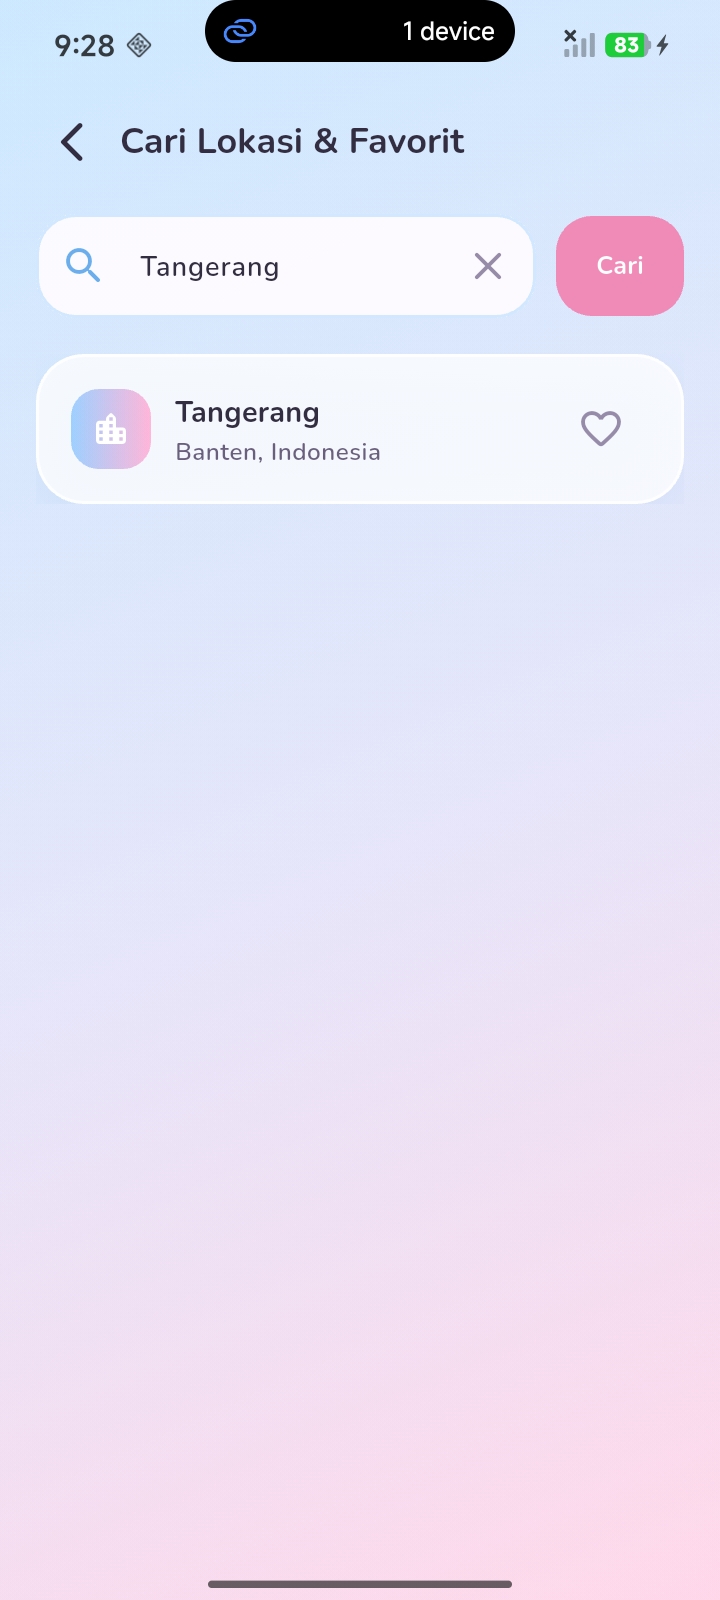 9:28
1 device
83
Cari Lokasi & Favorit
Tangerang
Cari
Tangerang
Banten, Indonesia